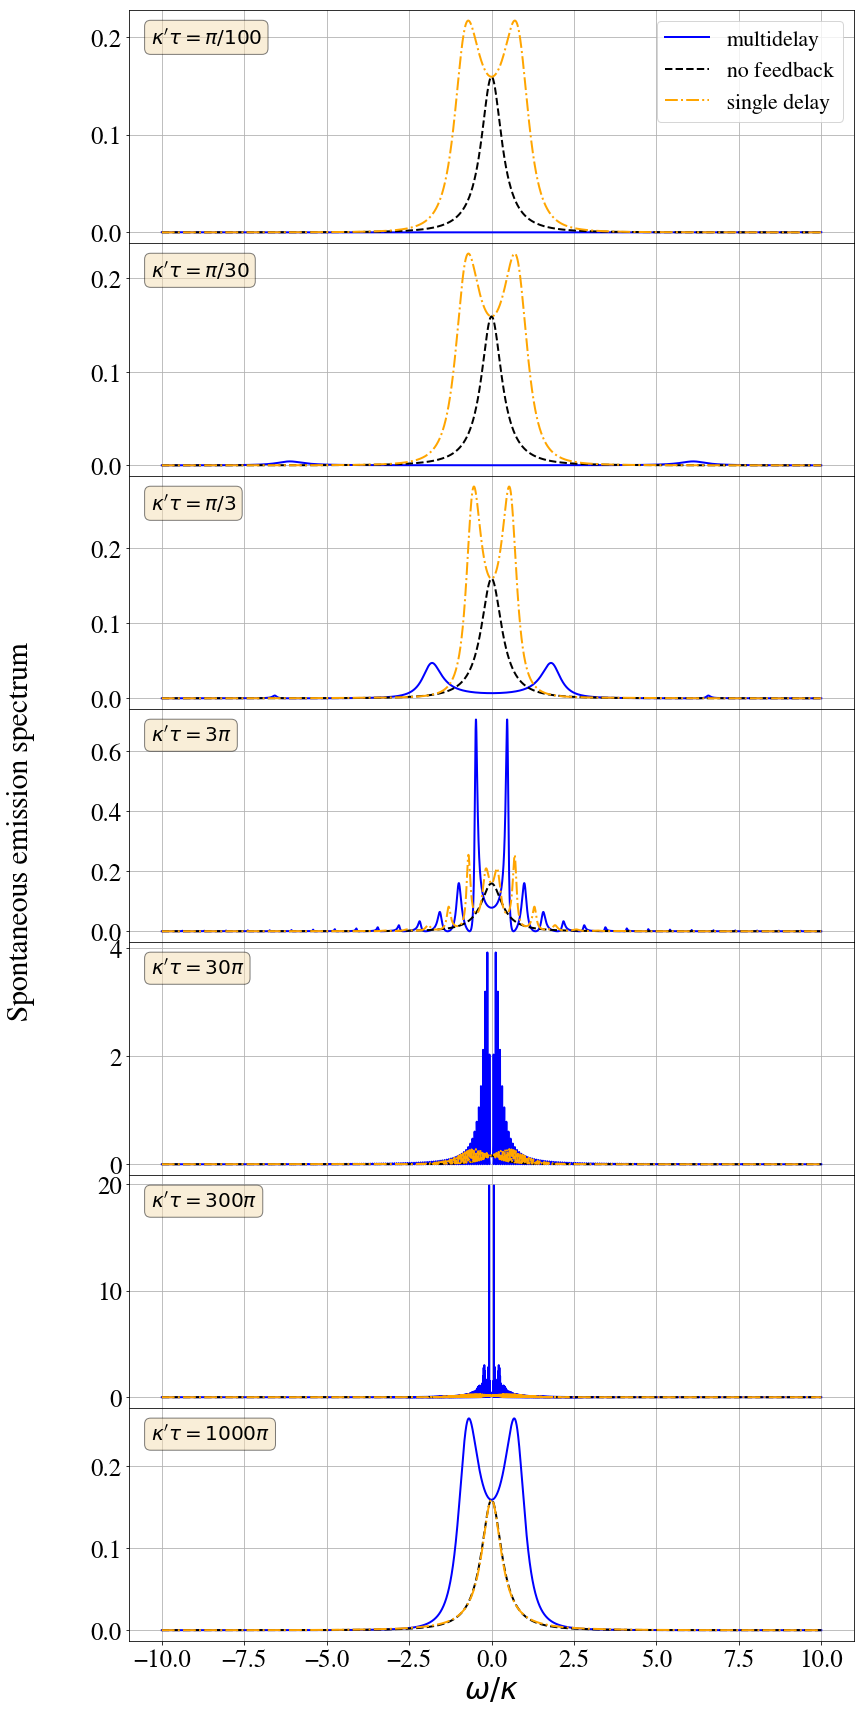 Spontaneous emission spectrum
κ′τ = π/100
multidelay
no feedback
single delay
0.2
0.1
0.0
κ′τ = π/30
0.2
0.1
0.0
κ′τ = π/3
0.2
0.1
0.0
κ′τ = 3π
0.6
0.4
0.2
0.0
κ′τ = 30π
4
2
0
κ′τ = 300π
20
10
0
κ′τ = 1000π
0.2
0.1
0.0
−10.0 −7.5 −5.0 −2.5 0.0 2.5 5.0 7.5 10.0
ω/κ